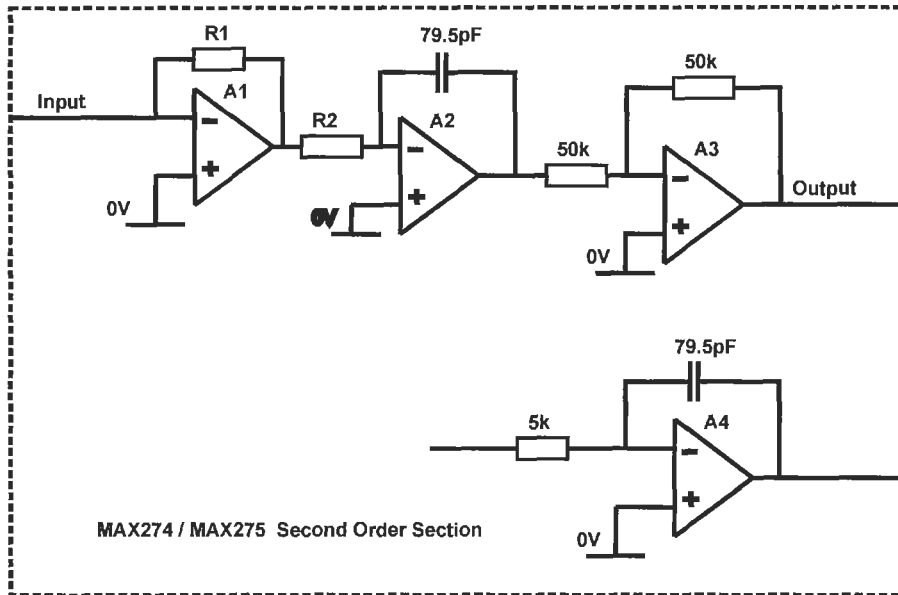 R1
79.5pF
50k
Input
A1
R2
A2
50k
A3
Output
0V
0V
0V
79.5pF
5k
A4
MAX274 / MAX275 Second Order Section
0V